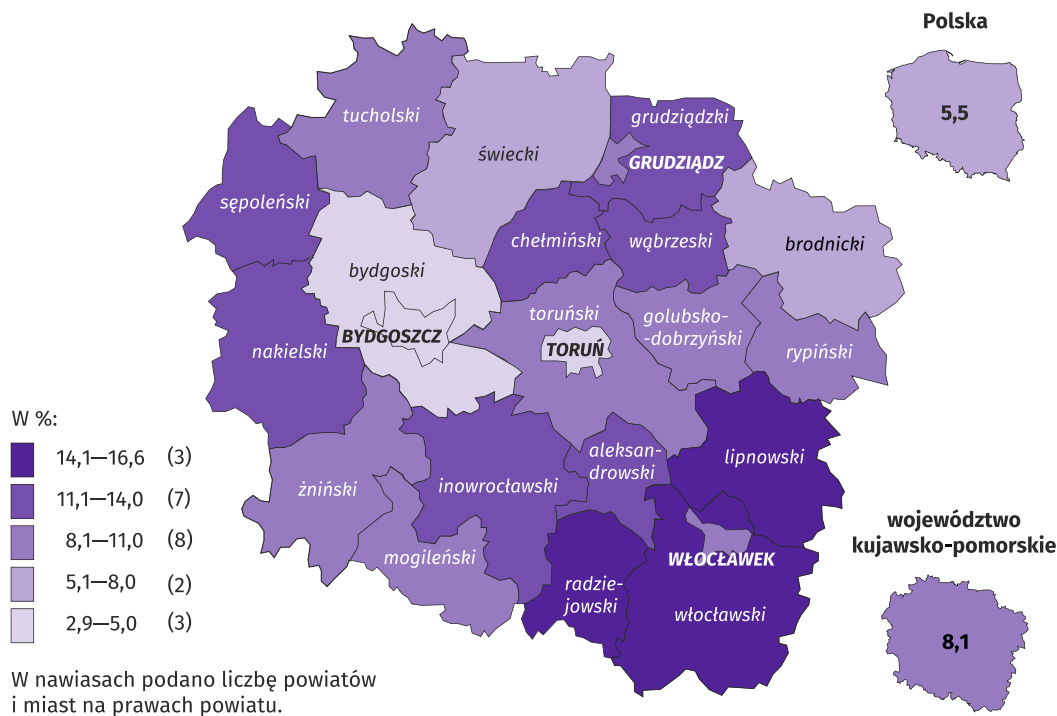 Polska
5,5
tucholski
grudziądzki
świecki
GRUDZIĄDZ
sępoleński
chełmiński
wąbrzeski
brodnicki
bydgoski
toruński
golubsko-
-dobrzyński
BYDGOSZCZ
TORUŃ
nakielski
rypiński
W %:
14,1—16,6 (3)
11,1—14,0 (7)
8,1—11,0 (8)
5,1—8,0 (2)
2,9—5,0 (3)
aleksan-
drowski
lipnowski
żniński
inowrocławski
mogileński
radzie-
jowski
WŁOCŁAWEK
włocławski
województwo
kujawsko-pomorskie
8,1
W nawiasach podano liczbę powiatów
i miast na prawach powiatu.